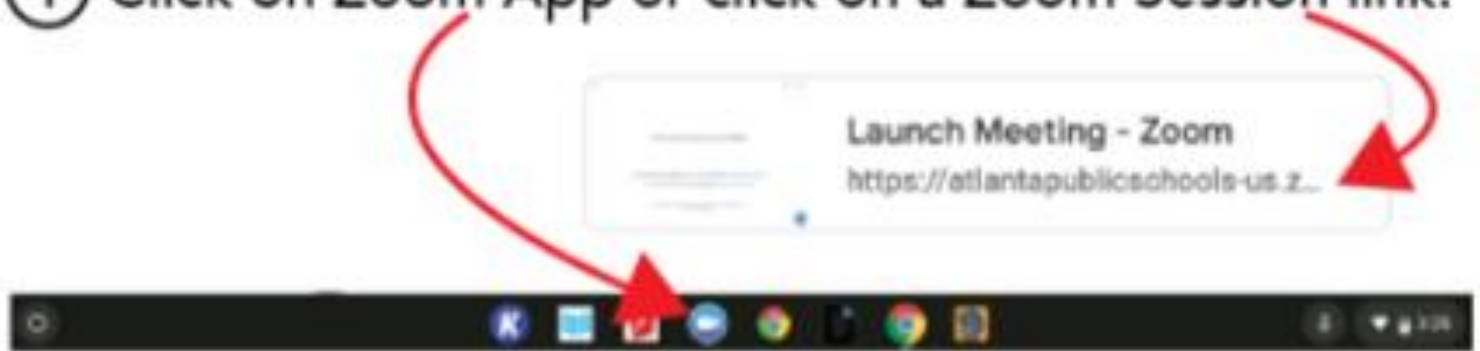 Click on Zoom App or click on a Zoom Session link.
Launch Meeting - Zoom
https://atlantapublicschools-us.z...
K